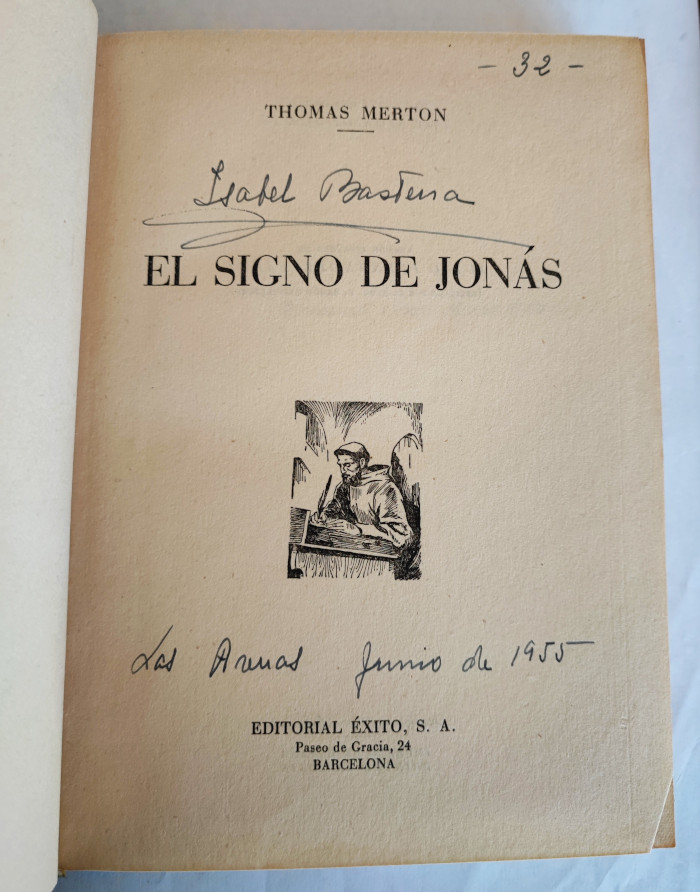 - 32 -
THOMAS MERTON
Isabel Basterra
EL SIGNO DE JONÁS
Las Arenas Junio de 1955
EDITORIAL ÉXITO, S. A.
Paseo de Gracia, 24
BARCELONA